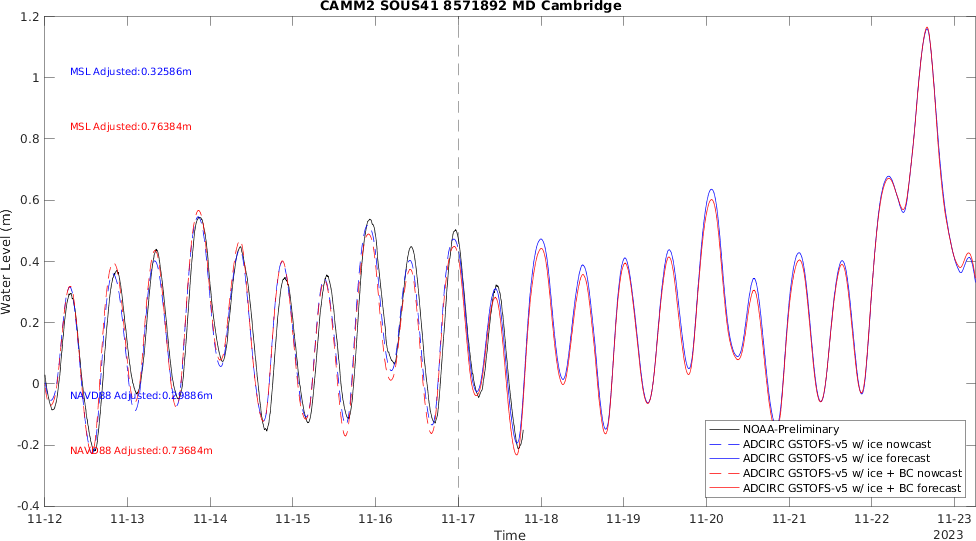 CAMM2 SOUS41 8571892 MD Cambridge
1.2
1
0.8
0.6
0.4
0.2
0
-0.2
-0.4
Water Level (m)
MSL Adjusted:0.32586m
MSL Adjusted:0.76384m
NAVD88 Adjusted:0.29886m
NAVD88 Adjusted:0.73684m
NOAA-Preliminary
ADCIRC GSTOFS-v5 w/ ice nowcast
ADCIRC GSTOFS-v5 w/ ice forecast
ADCIRC GSTOFS-v5 w/ ice + BC nowcast
ADCIRC GSTOFS-v5 w/ ice + BC forecast
11-12 11-13 11-14 11-15 11-16 11-17 11-18 11-19 11-20 11-21 11-22 11-23
Time
2023